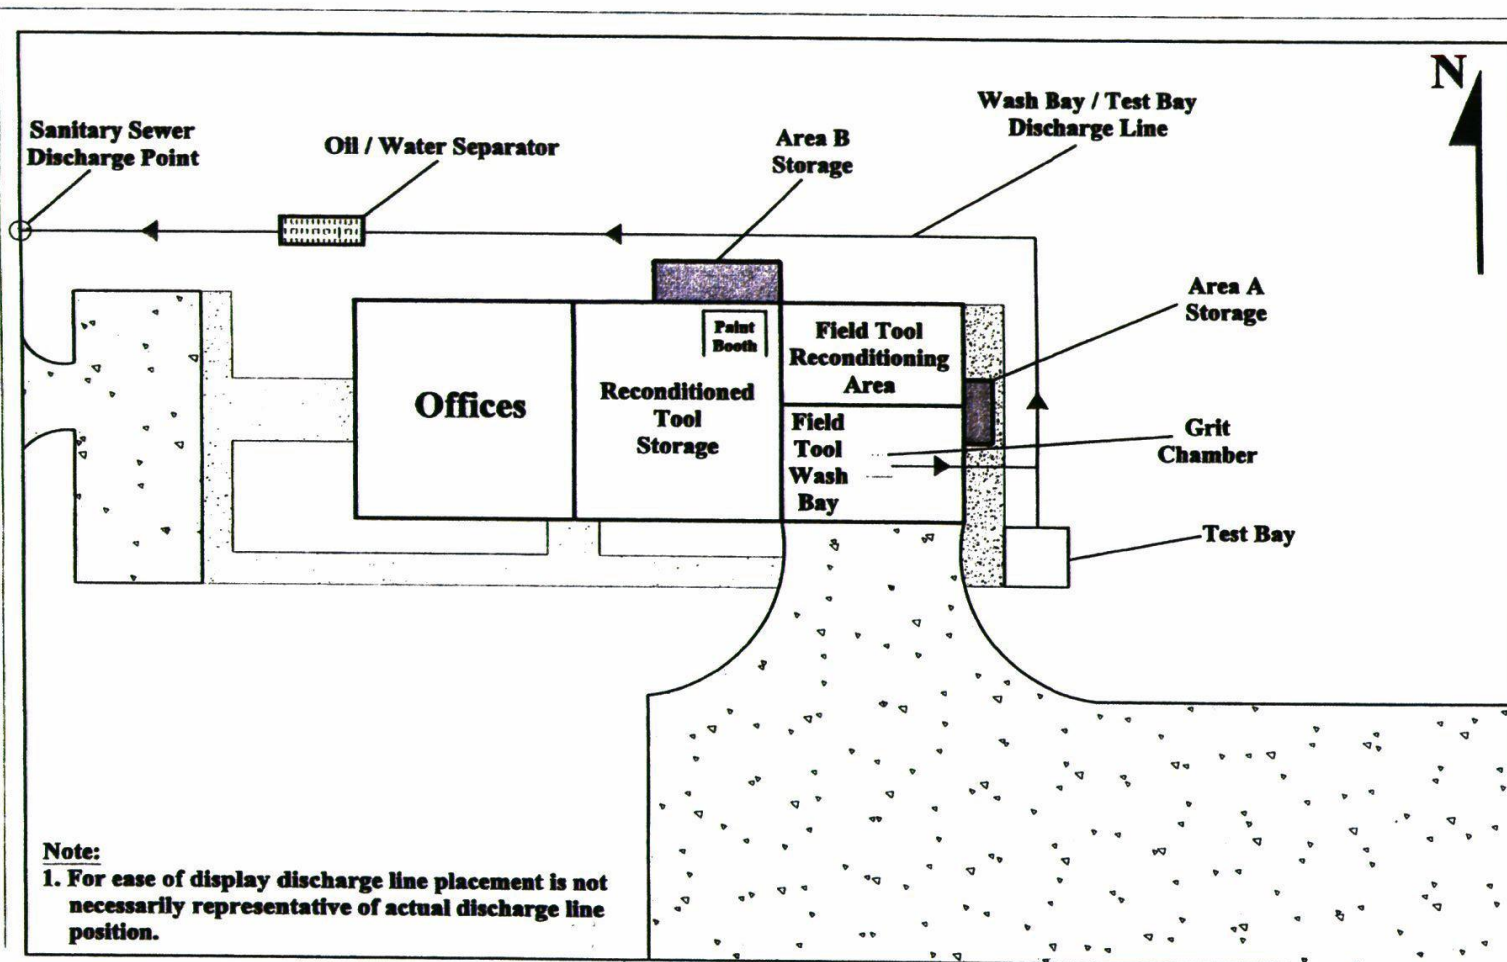 N
Wash Bay / Test Bay
Discharge Line
Sanitary Sewer
Discharge Point
Oil / Water Separator
Area B
Storage
Area A
Storage
Paint
Booth
Field Tool
Reconditioning
Area
Offices
Reconditioned
Tool
Storage
Field
Tool
Wash
Bay
Grit
Chamber
Test Bay
Note:
1. For ease of display discharge line placement is not
necessarily representative of actual discharge line
position.